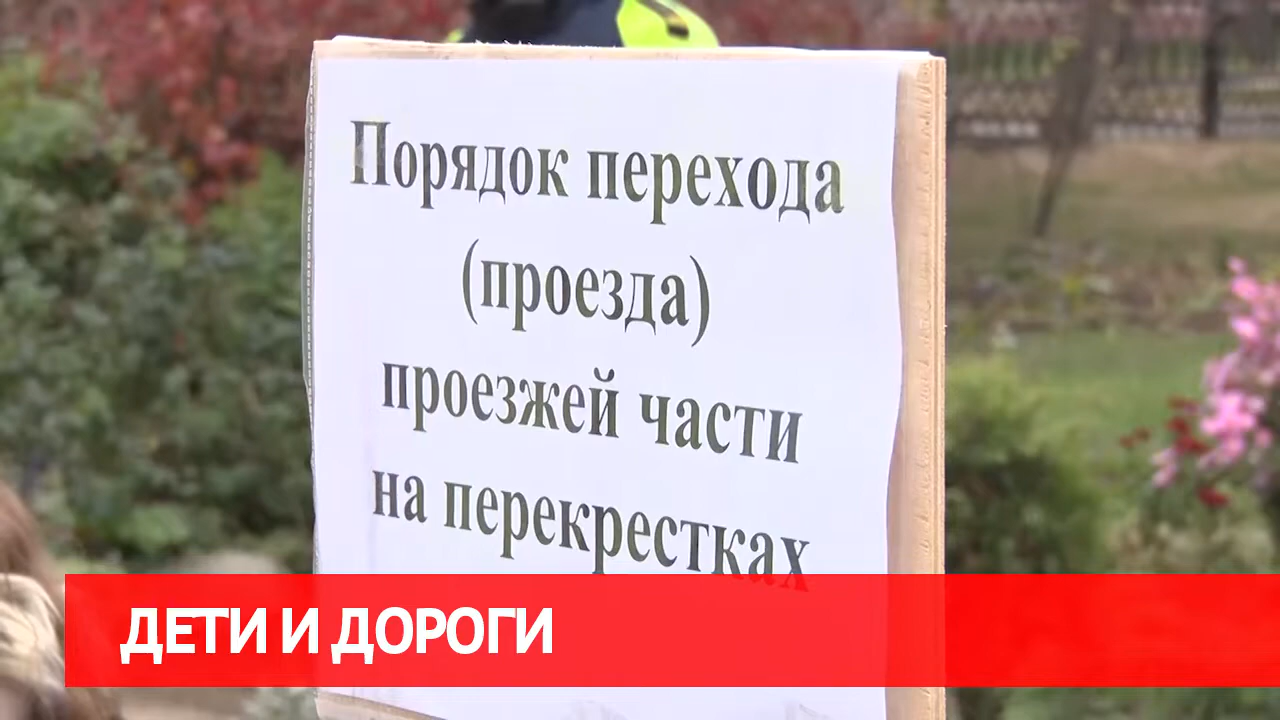 Порядок перехода
(проезда)
проезжей части
на перекрестках
ДЕТИ И ДОРОГИ